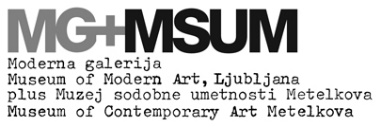 MG+MSUM
Moderna galerija
Museum of Modern Art, Ljubljana
plus Muzej sodobne umetnosti Metelkova
Museum of Contemporary Art Metelkova